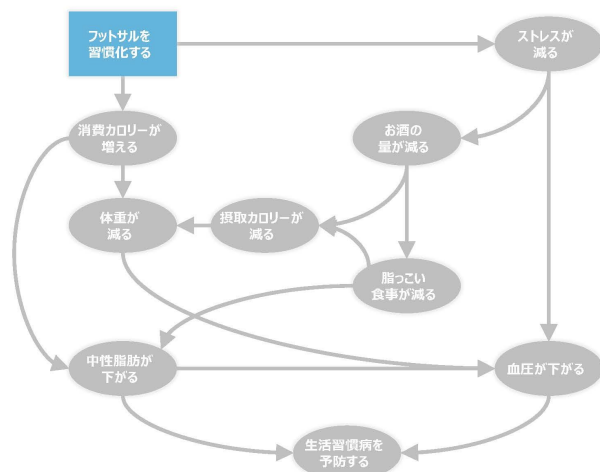 フットサルを
習慣化する
ストレスが
減る
消費カロリーが
増える
お酒の
量が減る
体重が
減る
摂取カロリーが
減る
脂っこい
食事が減る
中性脂肪が
下がる
血圧が下がる
生活習慣病を
予防する